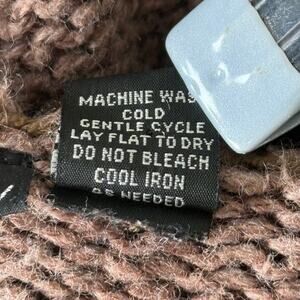 MACHINE WAS
COLD
GENTLE CYCLE
LAY FLAT TO DRY
DO NOT BLEACH
COOL IRON
AS NEEDED